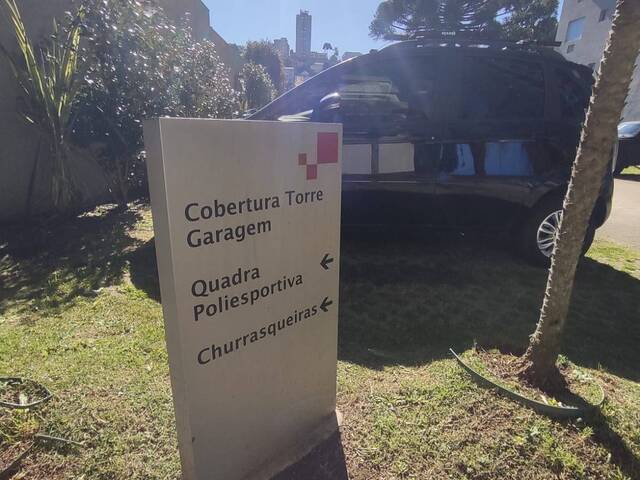 Cobertura Torre
Garagem
Quadra
Poliesportiva
Churrasqueiras